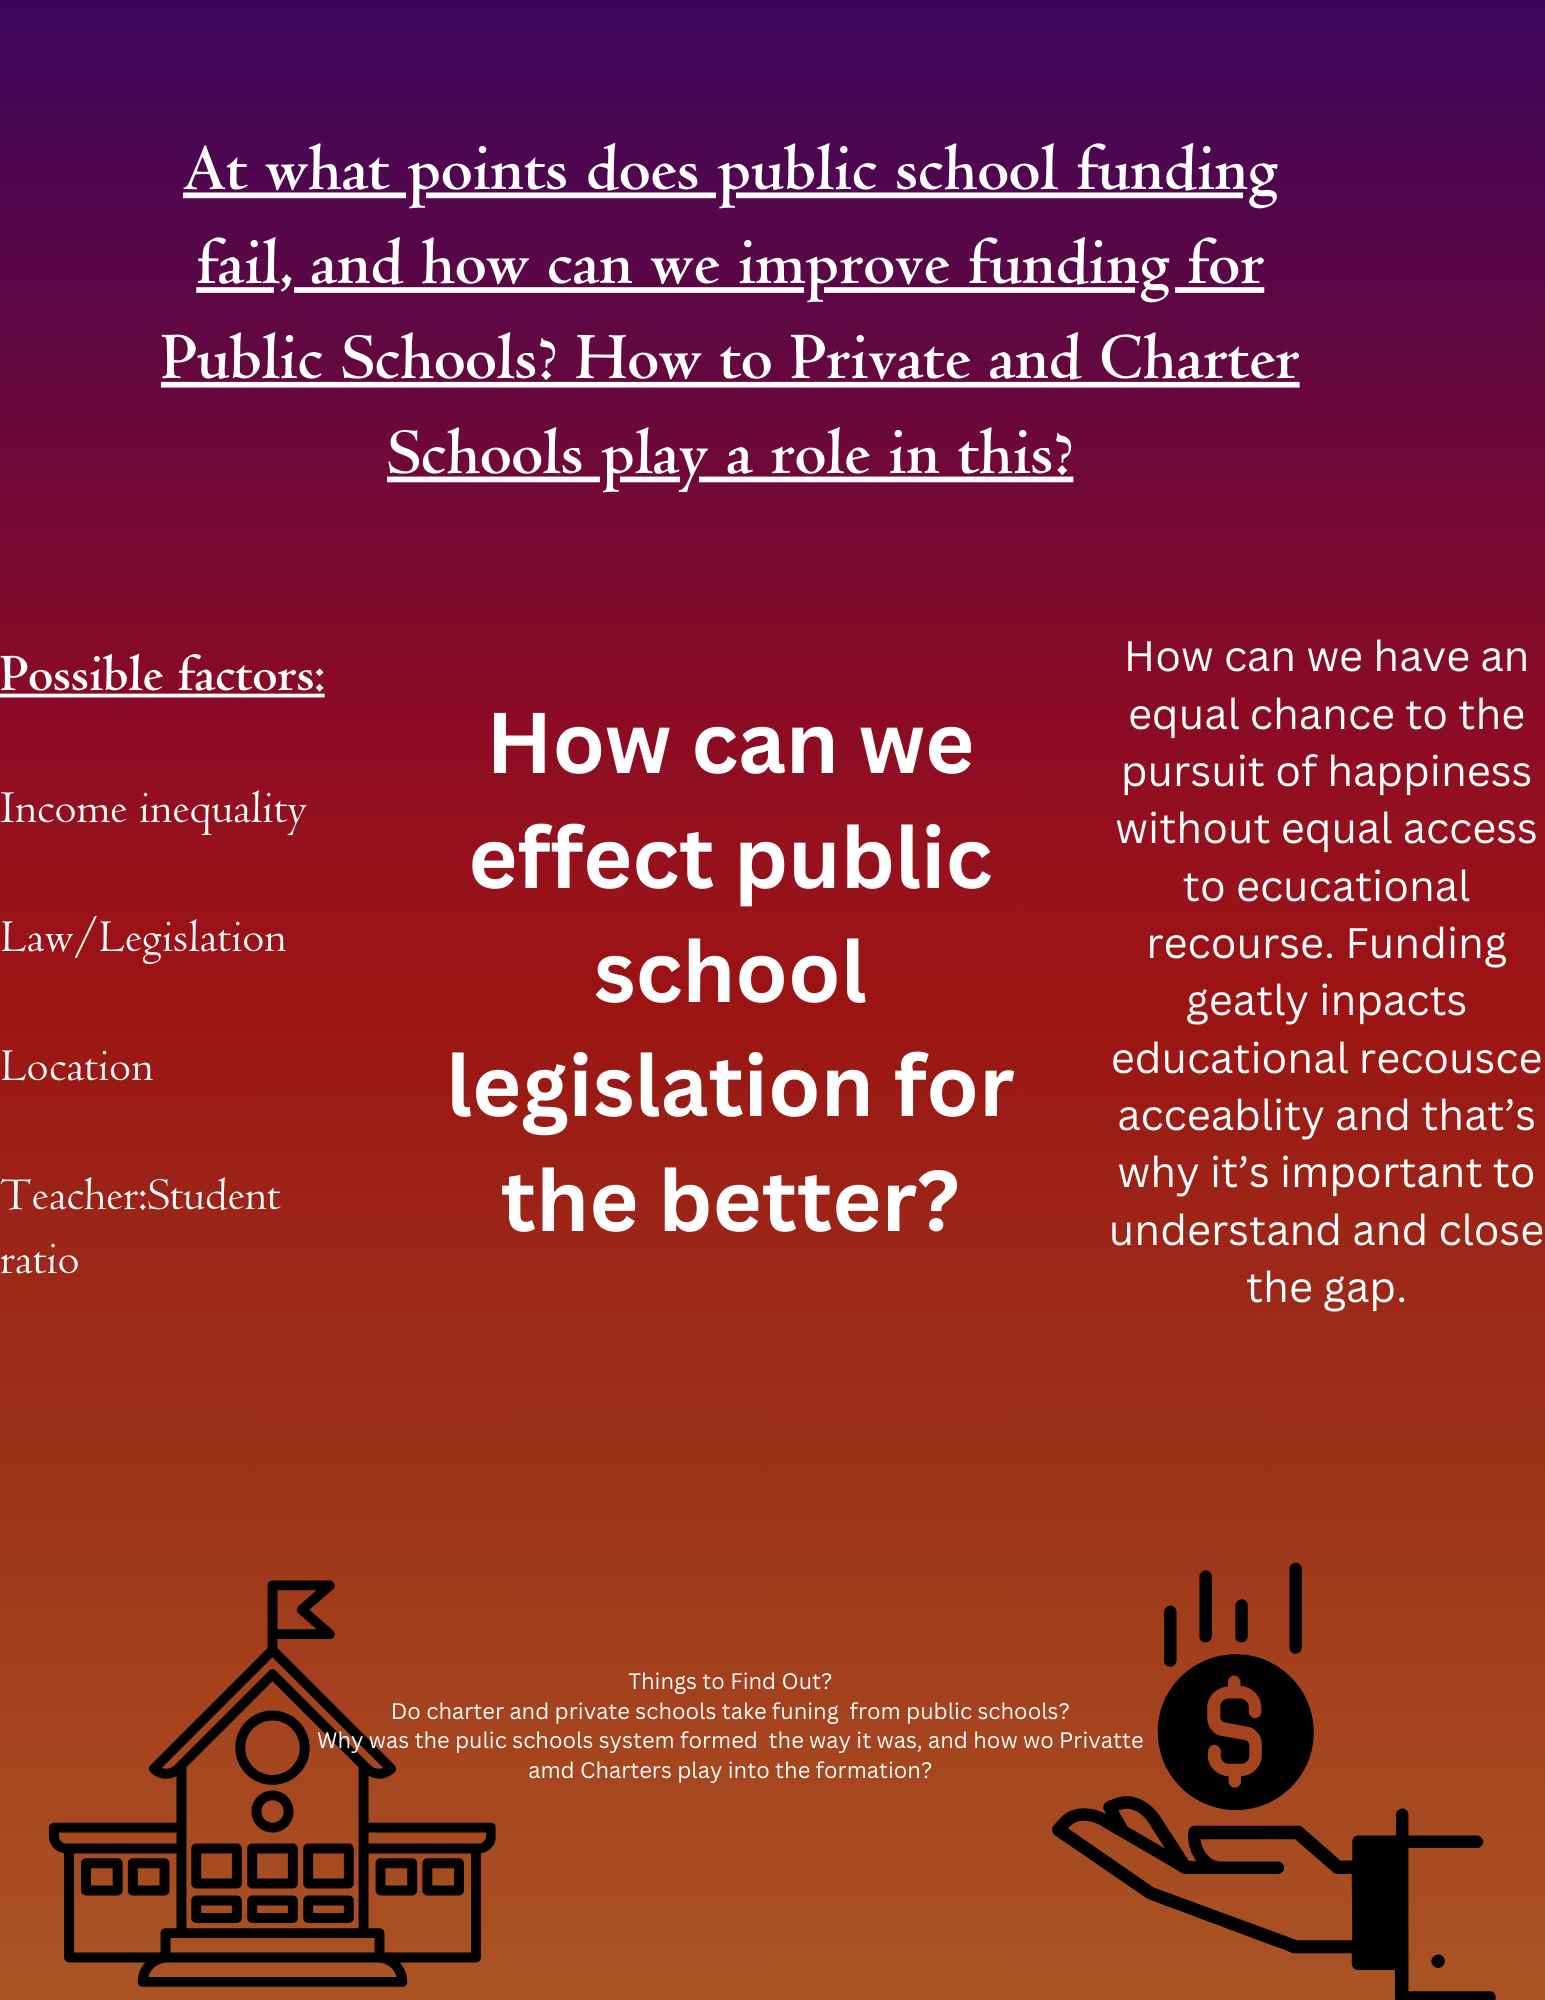 At what points does public school funding
fail, and how can we improve funding for
Public Schools? How to Private and Charter
Schools play a role in this?
Possible factors:
Income inequality
Law/Legislation
Location
Teacher:Student
ratio
How can we
effect public
school
legislation for
the better?
How can we have an
equal chance to the
pursuit of happiness
without equal access
to ecucational
recourse. Funding
geatly inpacts
educational recousce
acceablity and that’s
why it’s important to
understand and close
the gap.
Things to Find Out?
Do charter and private schools take funing from public schools?
Why was the pulic schools system formed the way it was, and how wo Privatte
amd Charters play into the formation?
$